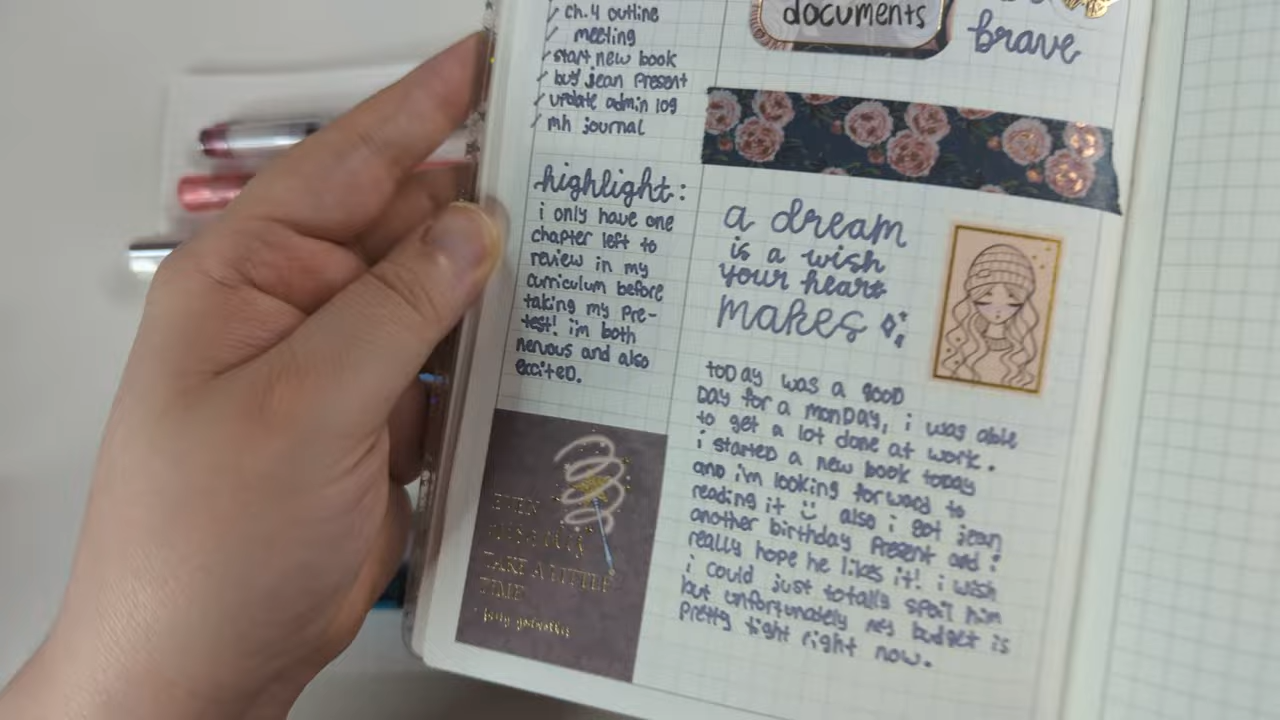 ch. 4 outline
meeting
start new book
buy jean present
update admin log
mh journal
highlight:
i only have one
chapter left to
review in my
curriculum before
taking my pre-
test! i'm both
nervous and also
excited.
EVEN
TAKE A LITTLE
TIME
- fairy godmother
documents
brave
a dream
is a wish
your heart
makes
today was a good
day for a monday, i was able
to get a lot done at work.
i started a new book today
and i'm looking forward to
reading it :) also i got jean
another birthday present and i
really hope he likes it! i wish
i could just totally spoil him
but unfortunately my budget is
pretty tight right now.